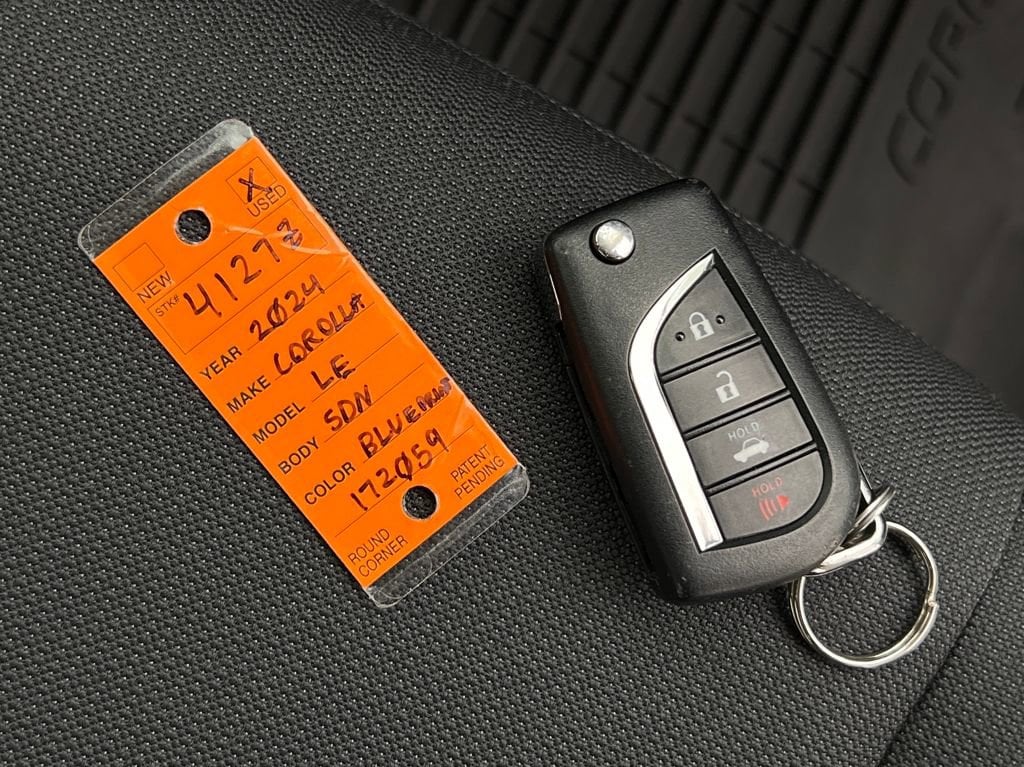 NEW X USED
STK#
YEAR 2024
MAKE COROLLA
MODEL LE
BODY SDN
COLOR BLUE
172059
ROUND CORNER
PATENT PENDING
HOLD
HOLD
COR